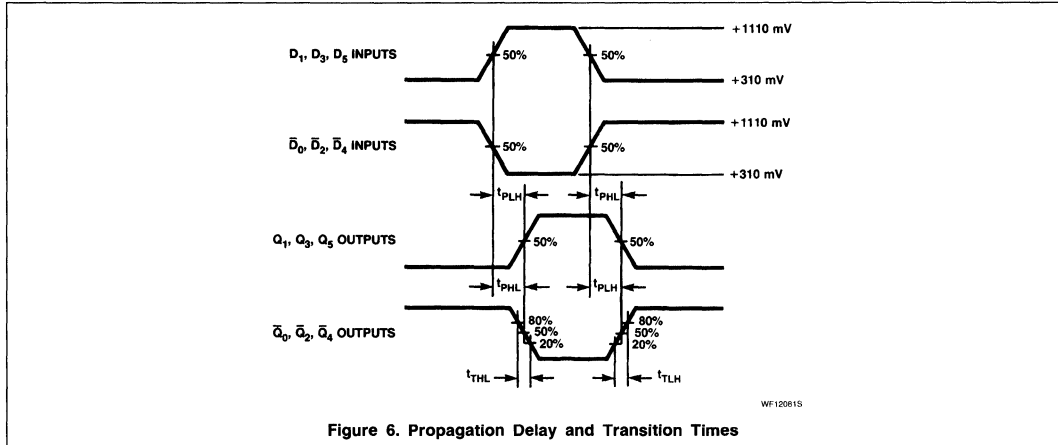 +1110 mV
D₁, D₃, D₅ INPUTS
50%
50%
+310 mV
+1110 mV
D̅₀, D̅₂, D̅₄ INPUTS
50%
50%
+310 mV
tPLH
tPHL
Q₁, Q₃, Q₅ OUTPUTS
50%
50%
tPHL
tPLH
Q̅₀, Q̅₂, Q̅₄ OUTPUTS
80%
50%
20%
80%
50%
20%
tTHL
tTLH
WF12081S
Figure 6. Propagation Delay and Transition Times